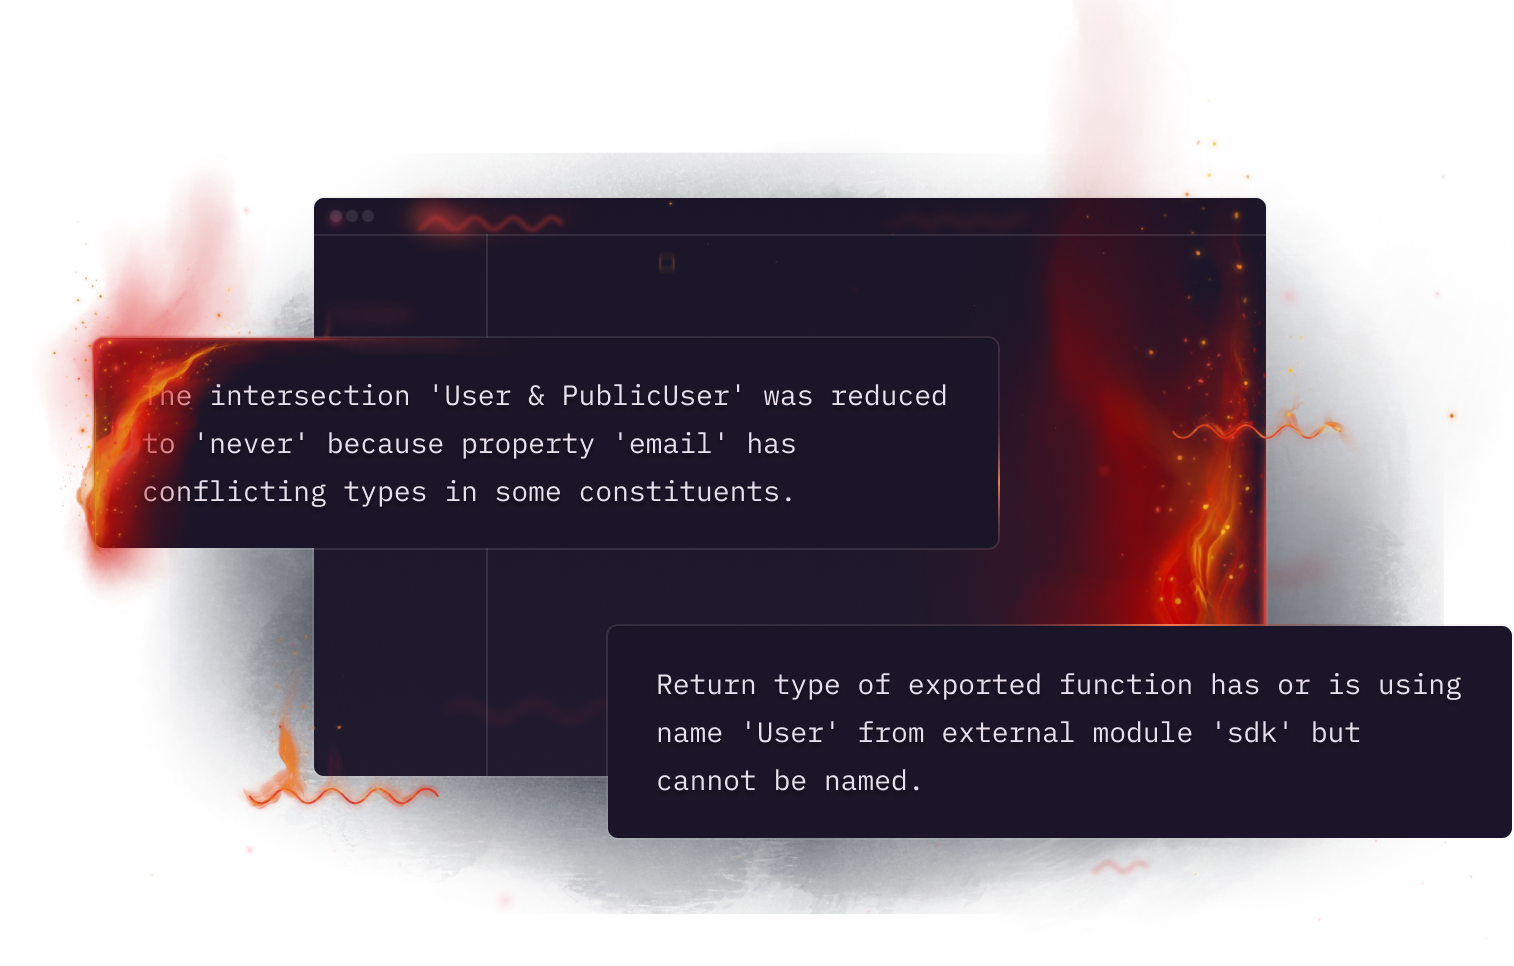 The intersection 'User & PublicUser' was reduced
to 'never' because property 'email' has
conflicting types in some constituents.
Return type of exported function has or is using
name 'User' from external module 'sdk' but
cannot be named.